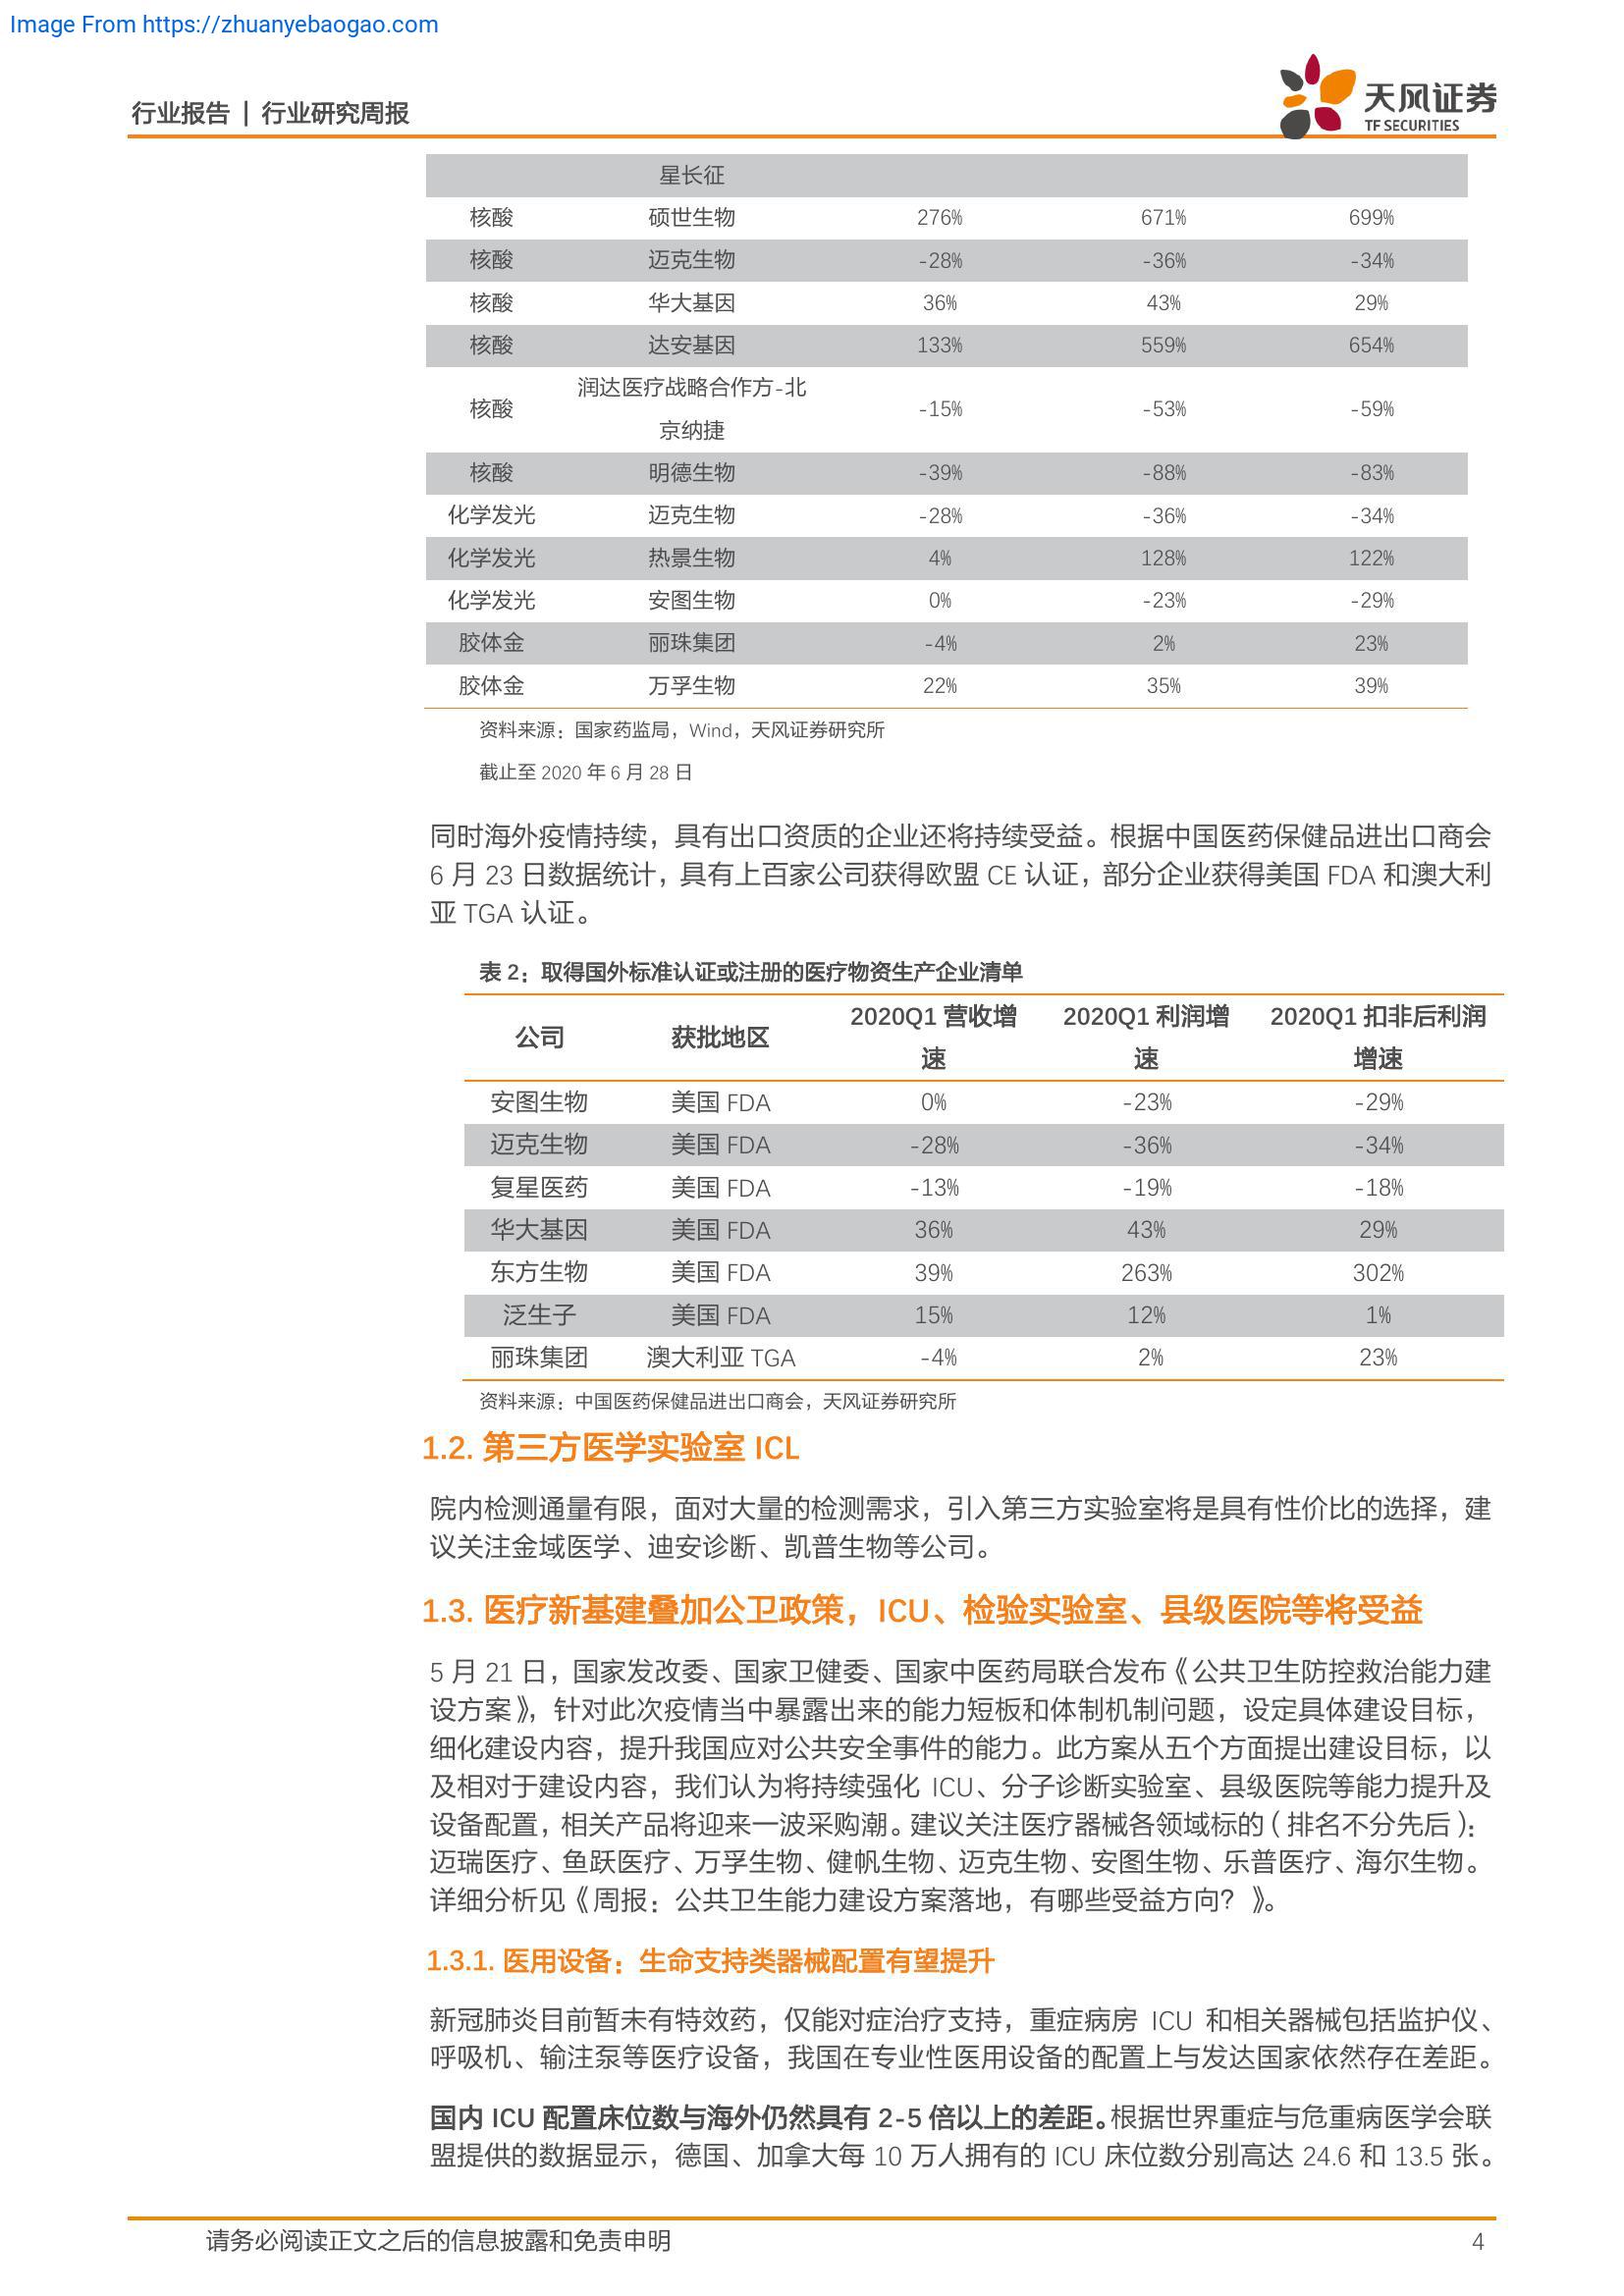 Image From https://zhuanyebaogao.com
行业报告 | 行业研究周报
天风证券
TF SECURITIES
星长征
核酸 硕世生物 276% 671% 699%
核酸 迈克生物 -28% -36% -34%
核酸 华大基因 36% 43% 29%
核酸 达安基因 133% 559% 654%
核酸 润达医疗战略合作方-北京纳捷 -15% -53% -59%
核酸 明德生物 -39% -88% -83%
化学发光 迈克生物 -28% -36% -34%
化学发光 热景生物 4% 128% 122%
化学发光 安图生物 0% -23% -29%
胶体金 丽珠集团 -4% 2% 23%
胶体金 万孚生物 22% 35% 39%
资料来源：国家药监局，Wind，天风证券研究所
截止至 2020 年 6 月 28 日
同时海外疫情持续，具有出口资质的企业还将持续受益。根据中国医药保健品进出口商会
6 月 23 日数据统计，具有上百家公司获得欧盟 CE 认证，部分企业获得美国 FDA 和澳大利
亚 TGA 认证。
表 2：取得国外标准认证或注册的医疗物资生产企业清单
公司 获批地区 2020Q1 营收增速 2020Q1 利润增速 2020Q1 扣非后利润增速
安图生物 美国 FDA 0% -23% -29%
迈克生物 美国 FDA -28% -36% -34%
复星医药 美国 FDA -13% -19% -18%
华大基因 美国 FDA 36% 43% 29%
东方生物 美国 FDA 39% 263% 302%
泛生子 美国 FDA 15% 12% 1%
丽珠集团 澳大利亚 TGA -4% 2% 23%
资料来源：中国医药保健品进出口商会，天风证券研究所
1.2. 第三方医学实验室 ICL
院内检测通量有限，面对大量的检测需求，引入第三方实验室将是具有性价比的选择，建
议关注金域医学、迪安诊断、凯普生物等公司。
1.3. 医疗新基建叠加公卫政策，ICU、检验实验室、县级医院等将受益
5 月 21 日，国家发改委、国家卫健委、国家中医药局联合发布《公共卫生防控救治能力建
设方案》，针对此次疫情当中暴露出来的能力短板和体制机制问题，设定具体建设目标，
细化建设内容，提升我国应对公共安全事件的能力。此方案从五个方面提出建设目标，以
及相对于建设内容，我们认为将持续强化 ICU、分子诊断实验室、县级医院等能力提升及
设备配置，相关产品将迎来一波采购潮。建议关注医疗器械各领域标的（排名不分先后）：
迈瑞医疗、鱼跃医疗、万孚生物、健帆生物、迈克生物、安图生物、乐普医疗、海尔生物。
详细分析见《周报：公共卫生能力建设方案落地，有哪些受益方向？》。
1.3.1. 医用设备：生命支持类器械配置有望提升
新冠肺炎目前暂未有特效药，仅能对症治疗支持，重症病房 ICU 和相关器械包括监护仪、
呼吸机、输注泵等医疗设备，我国在专业性医用设备的配置上与发达国家依然存在差距。
国内 ICU 配置床位数与海外仍然具有 2-5 倍以上的差距。根据世界重症与危重病医学会联
盟提供的数据显示，德国、加拿大每 10 万人拥有的 ICU 床位数分别高达 24.6 和 13.5 张。
请务必阅读正文之后的信息披露和免责申明 4